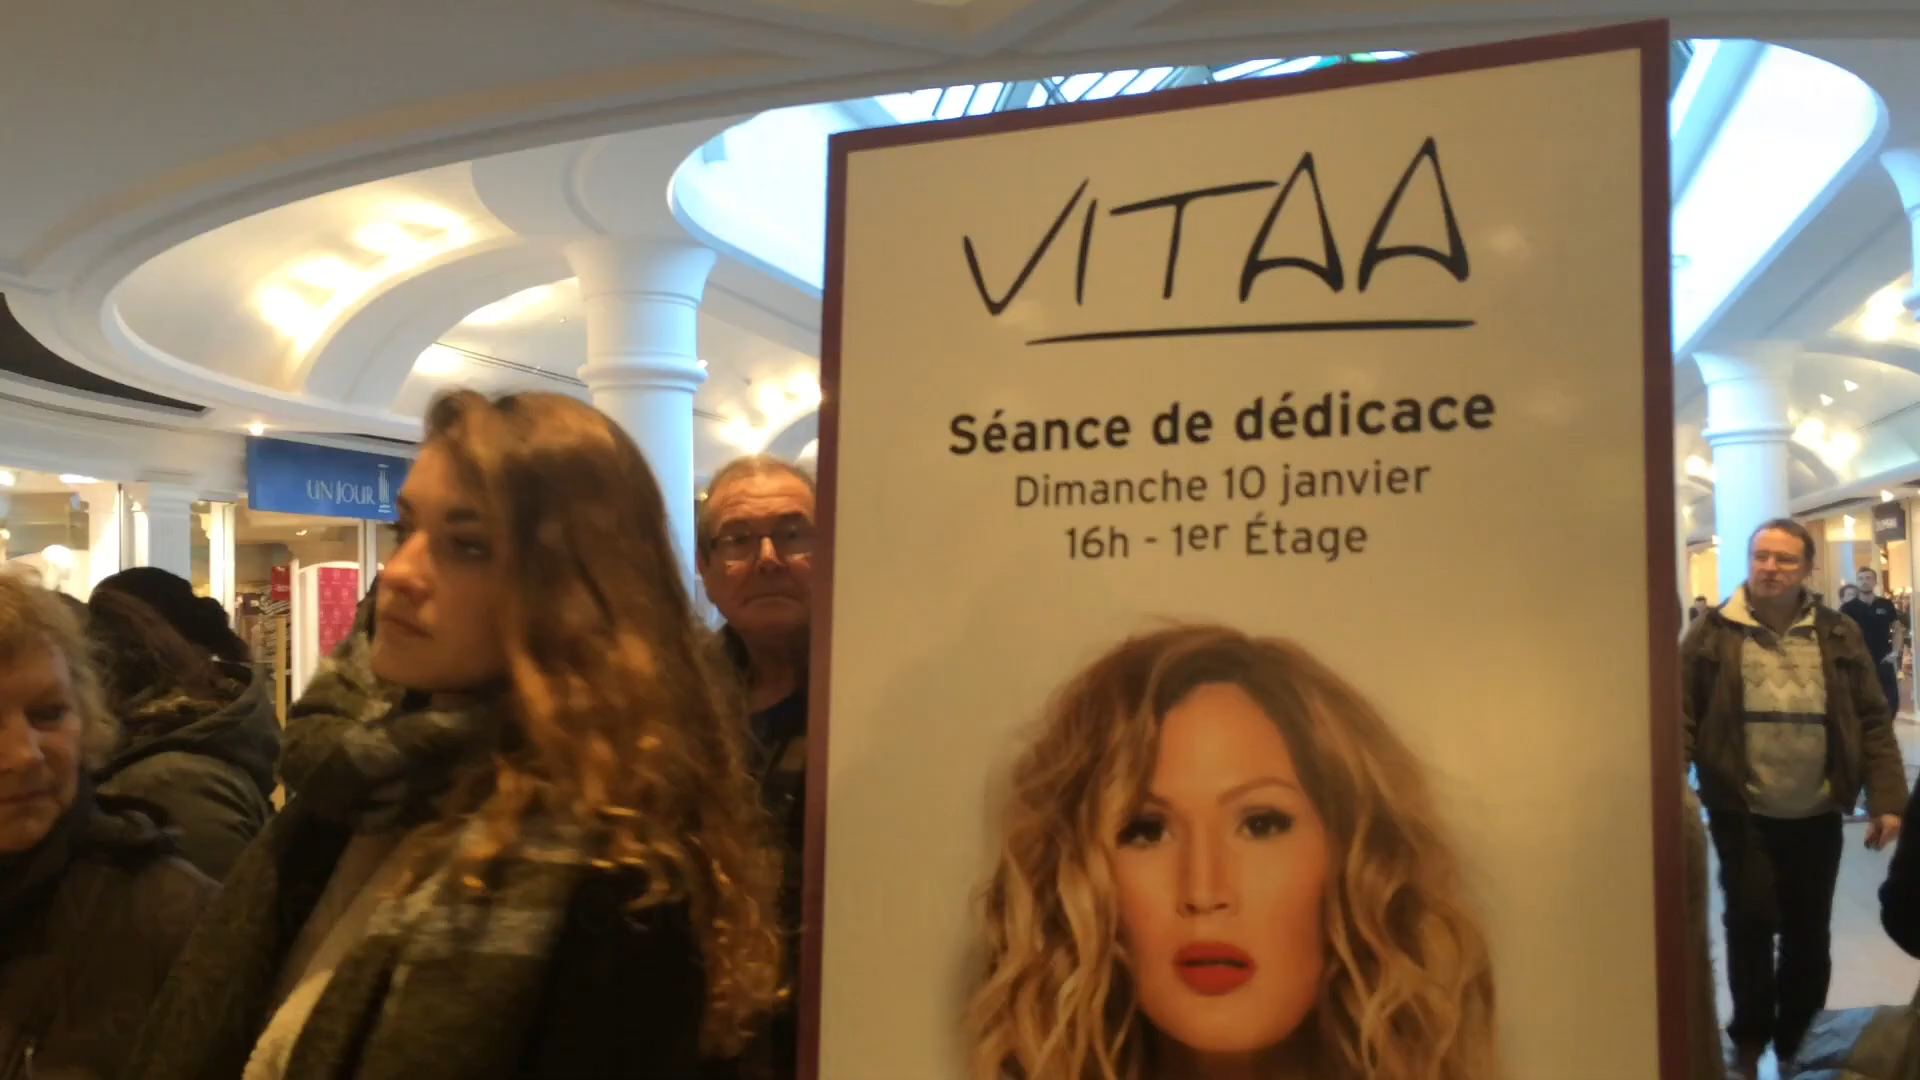 VITAA
Séance de dédicace
Dimanche 10 janvier
16h - 1er Étage
UN JOUR